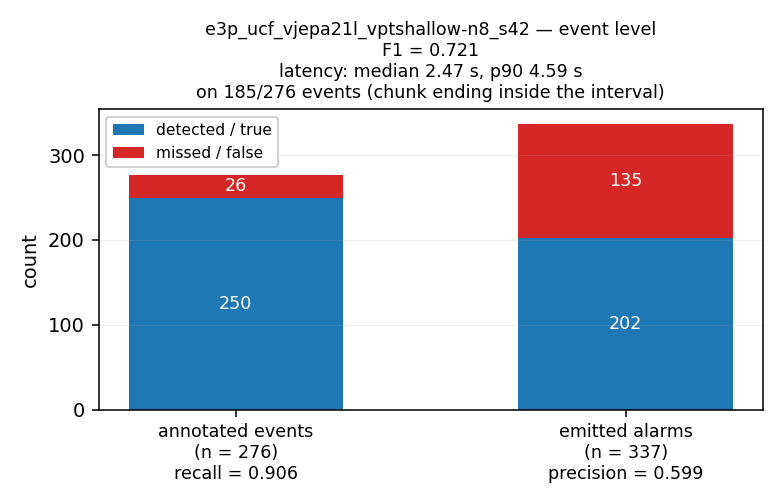 e3p_ucf_vjepa21l_vptshallow-n8_s42 — event level
F1 = 0.721
latency: median 2.47 s, p90 4.59 s
on 185/276 events (chunk ending inside the interval)
detected / true
missed / false
count
300
200
100
0
26
250
135
202
annotated events
(n = 276)
recall = 0.906
emitted alarms
(n = 337)
precision = 0.599